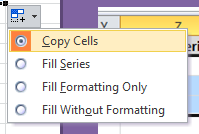 Z
Copy Cells
Fill Series
Fill Formatting Only
Fill Without Formatting